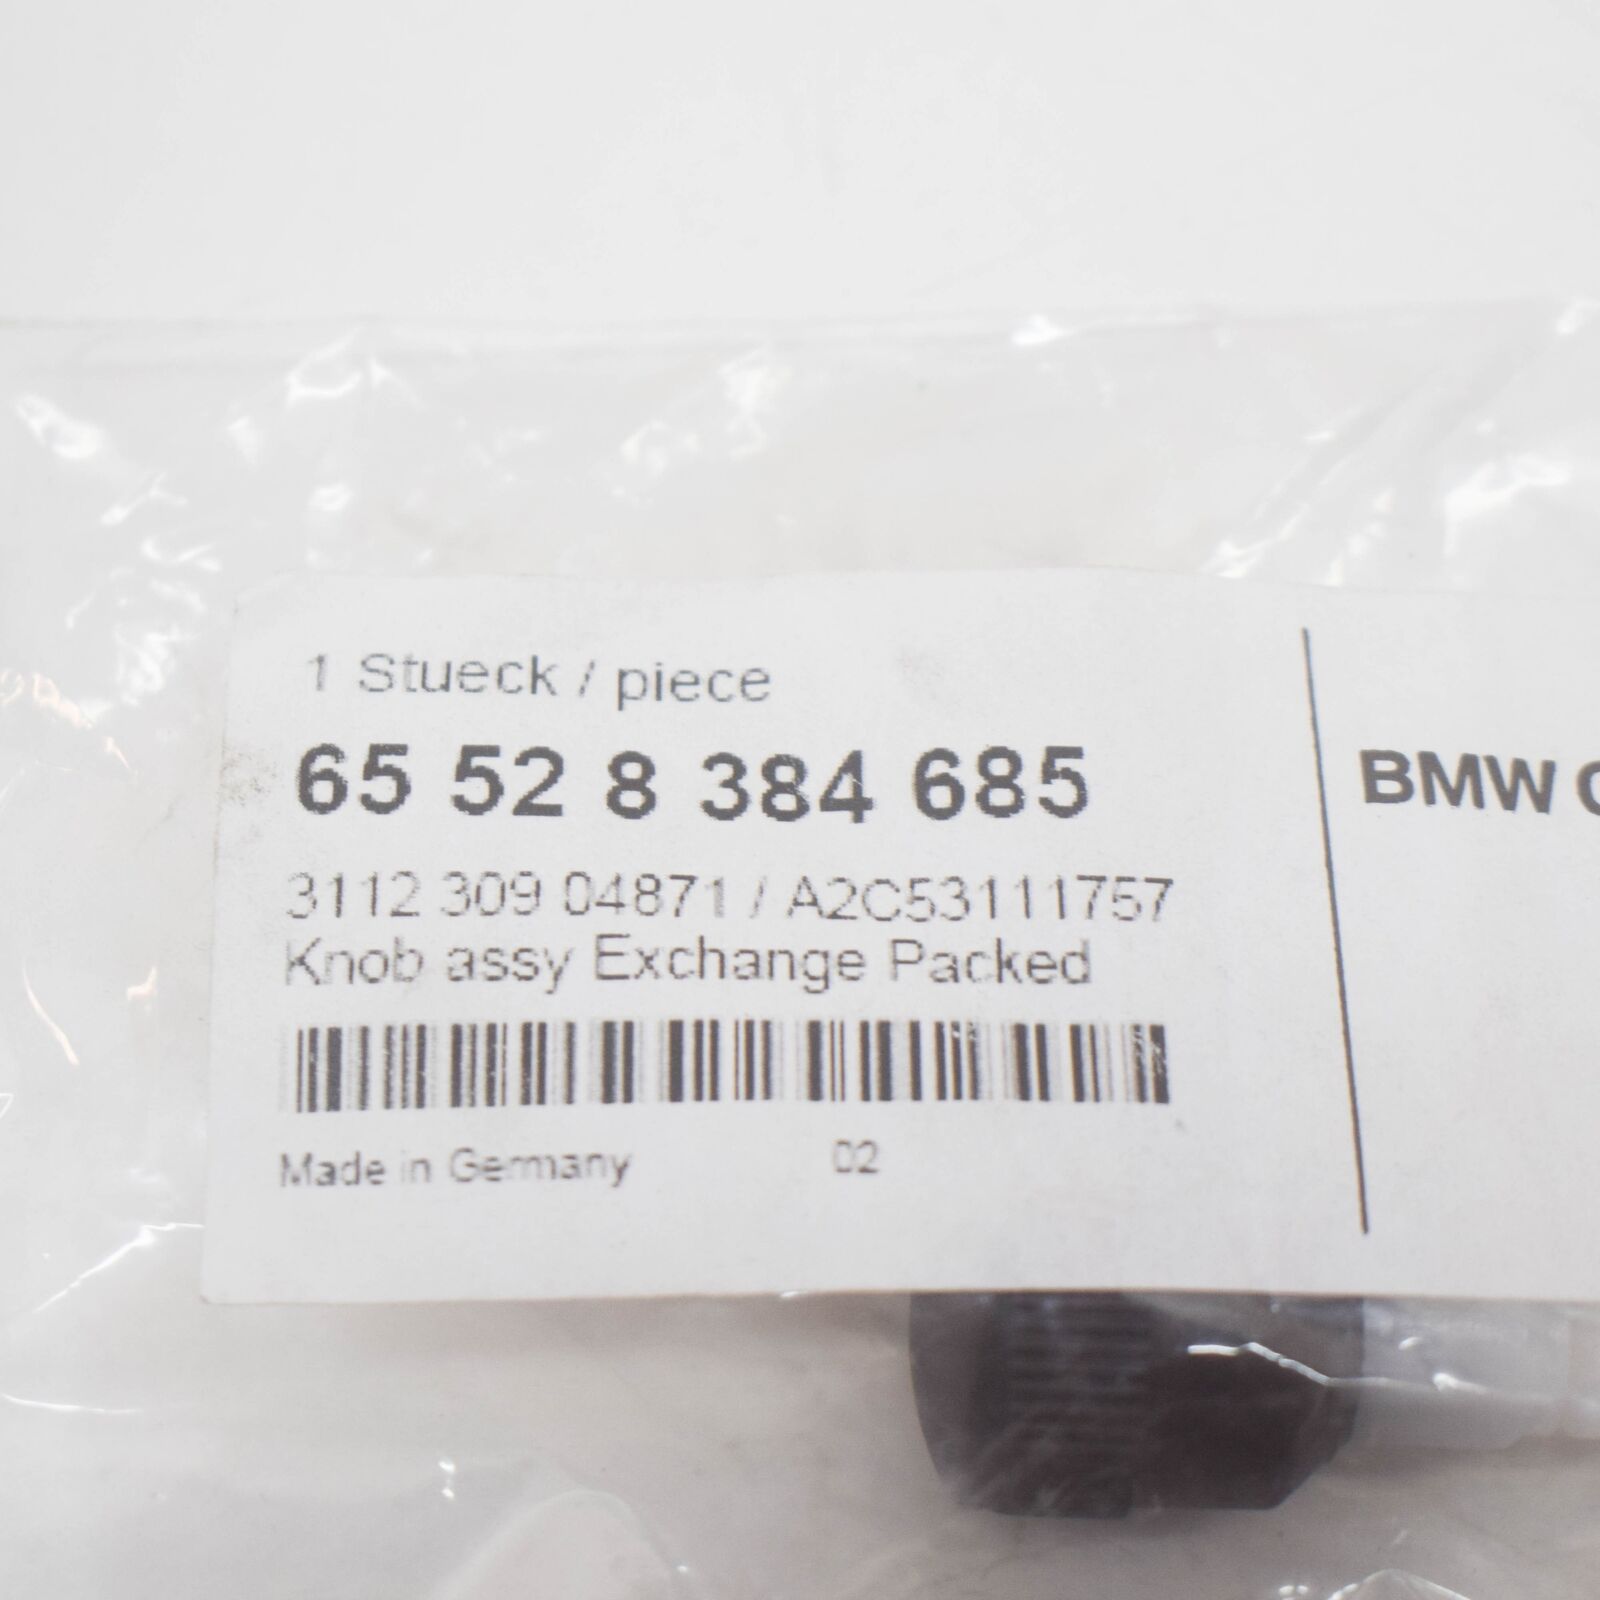 1 Stueck / piece
65 52 8 384 685
3112 309 04871 / A2C53111757
Knob assy Exchange Packed
Made in Germany 02
BMW